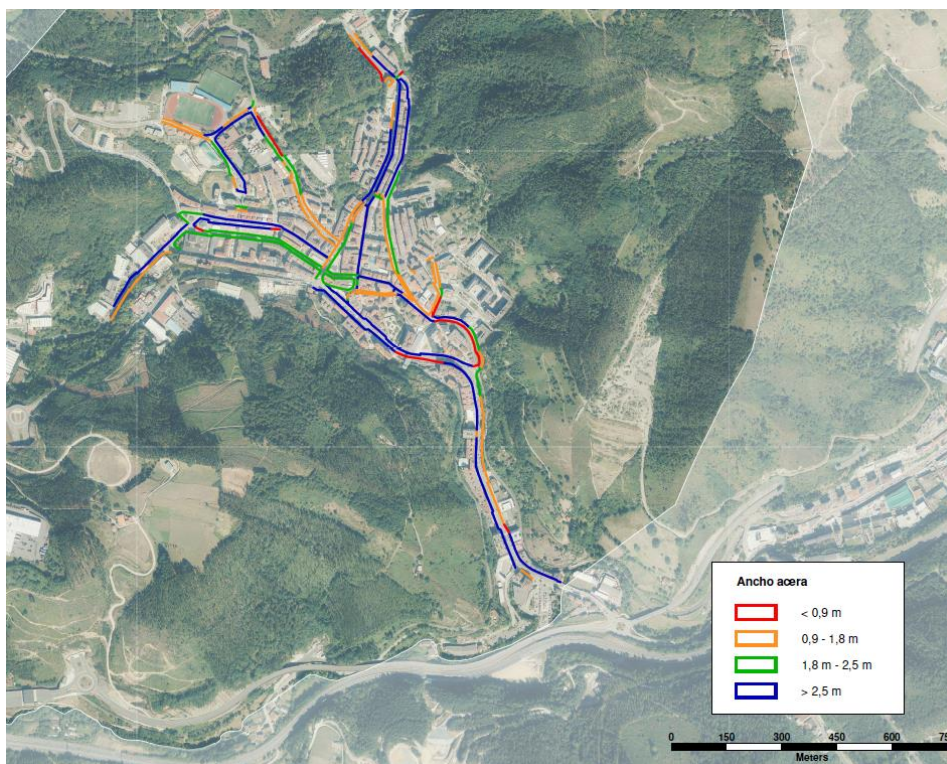 Ancho acera
< 0,9 m
0,9 - 1,8 m
1,8 m - 2,5 m
> 2,5 m
0 150 300 450 600
Meters